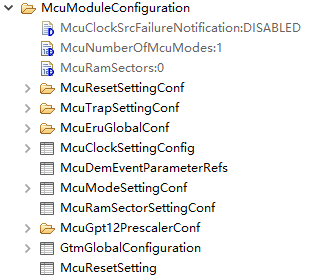 McuModuleConfiguration
McuClockSrcFailureNotification:DISABLED
McuNumberOfMcuModes:1
McuRamSectors:0
McuResetSettingConf
McuTrapSettingConf
McuEruGlobalConf
McuClockSettingConfig
McuDemEventParameterRefs
McuModeSettingConf
McuRamSectorSettingConf
McuGpt12PrescalerConf
GtmGlobalConfiguration
McuResetSetting